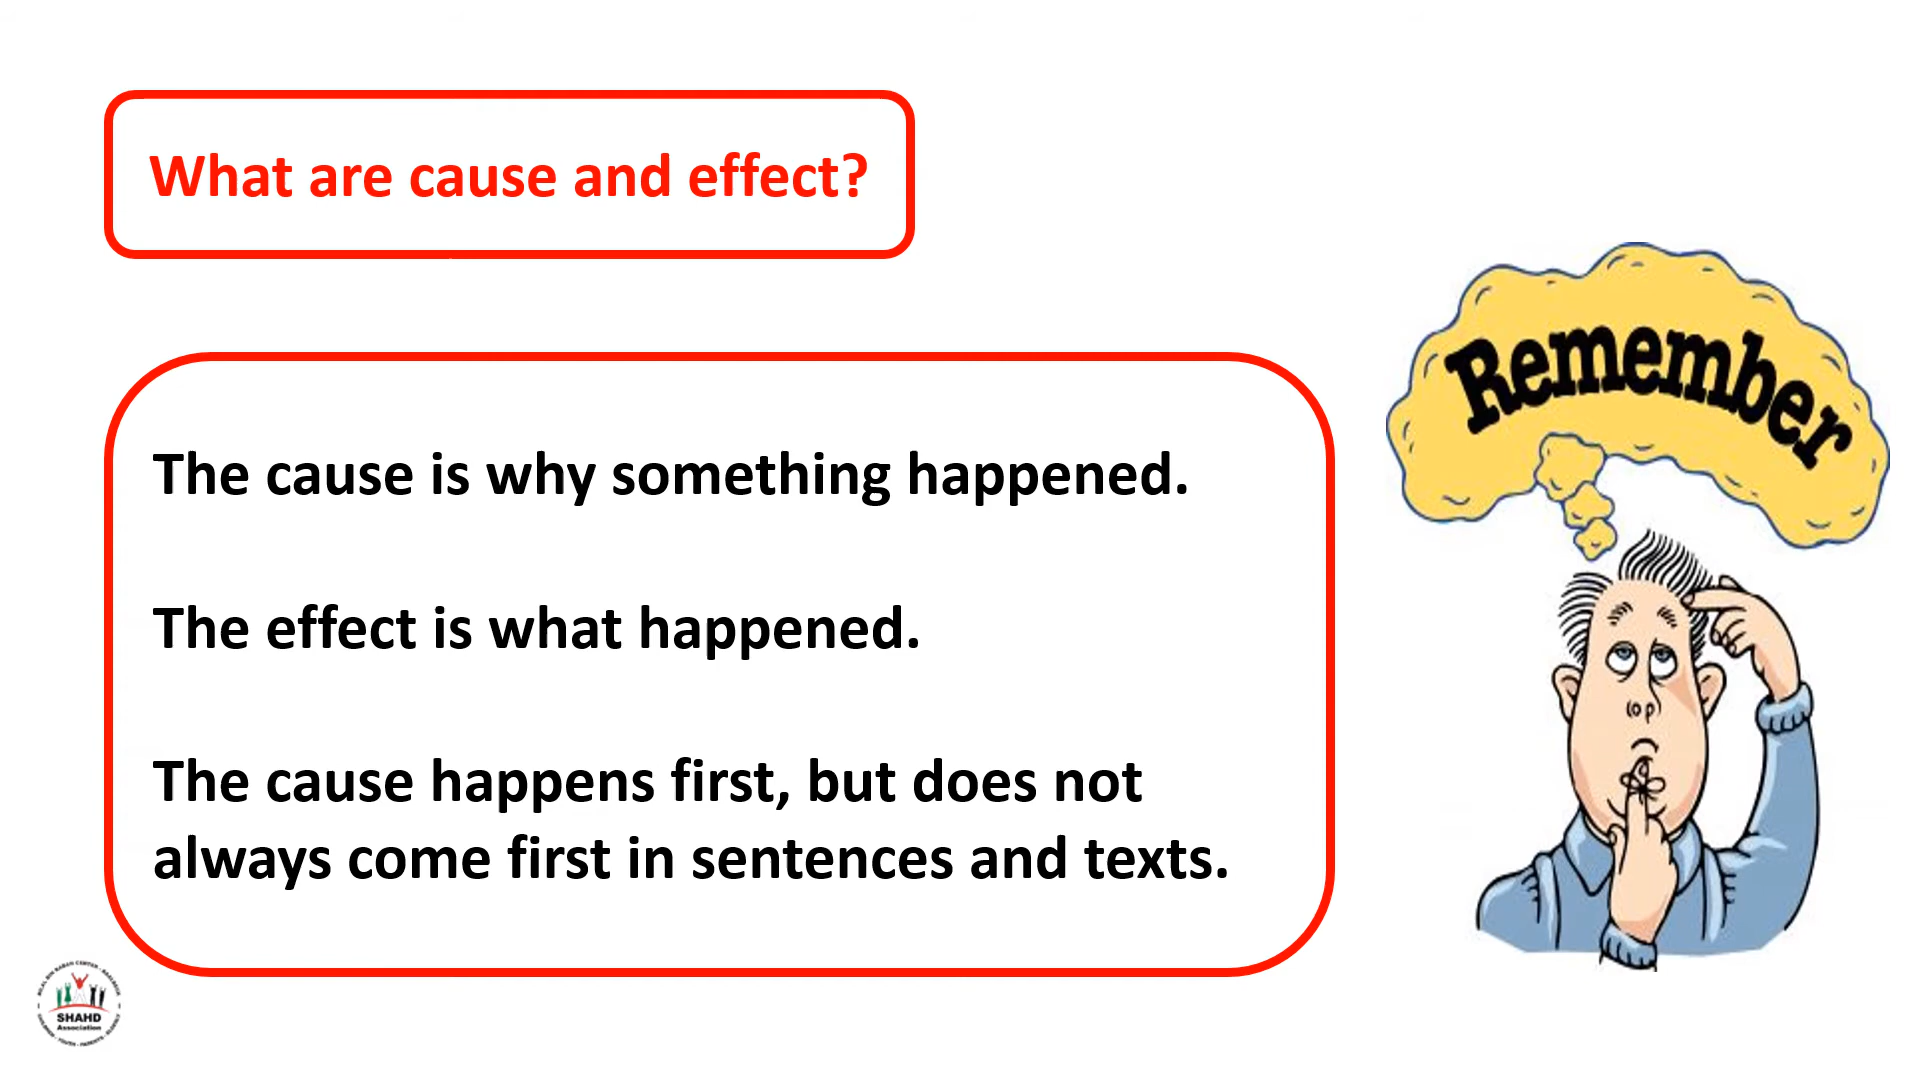 What are cause and effect?
Remember
The cause is why something happened.
The effect is what happened.
The cause happens first, but does not
always come first in sentences and texts.
SHAHD
Association